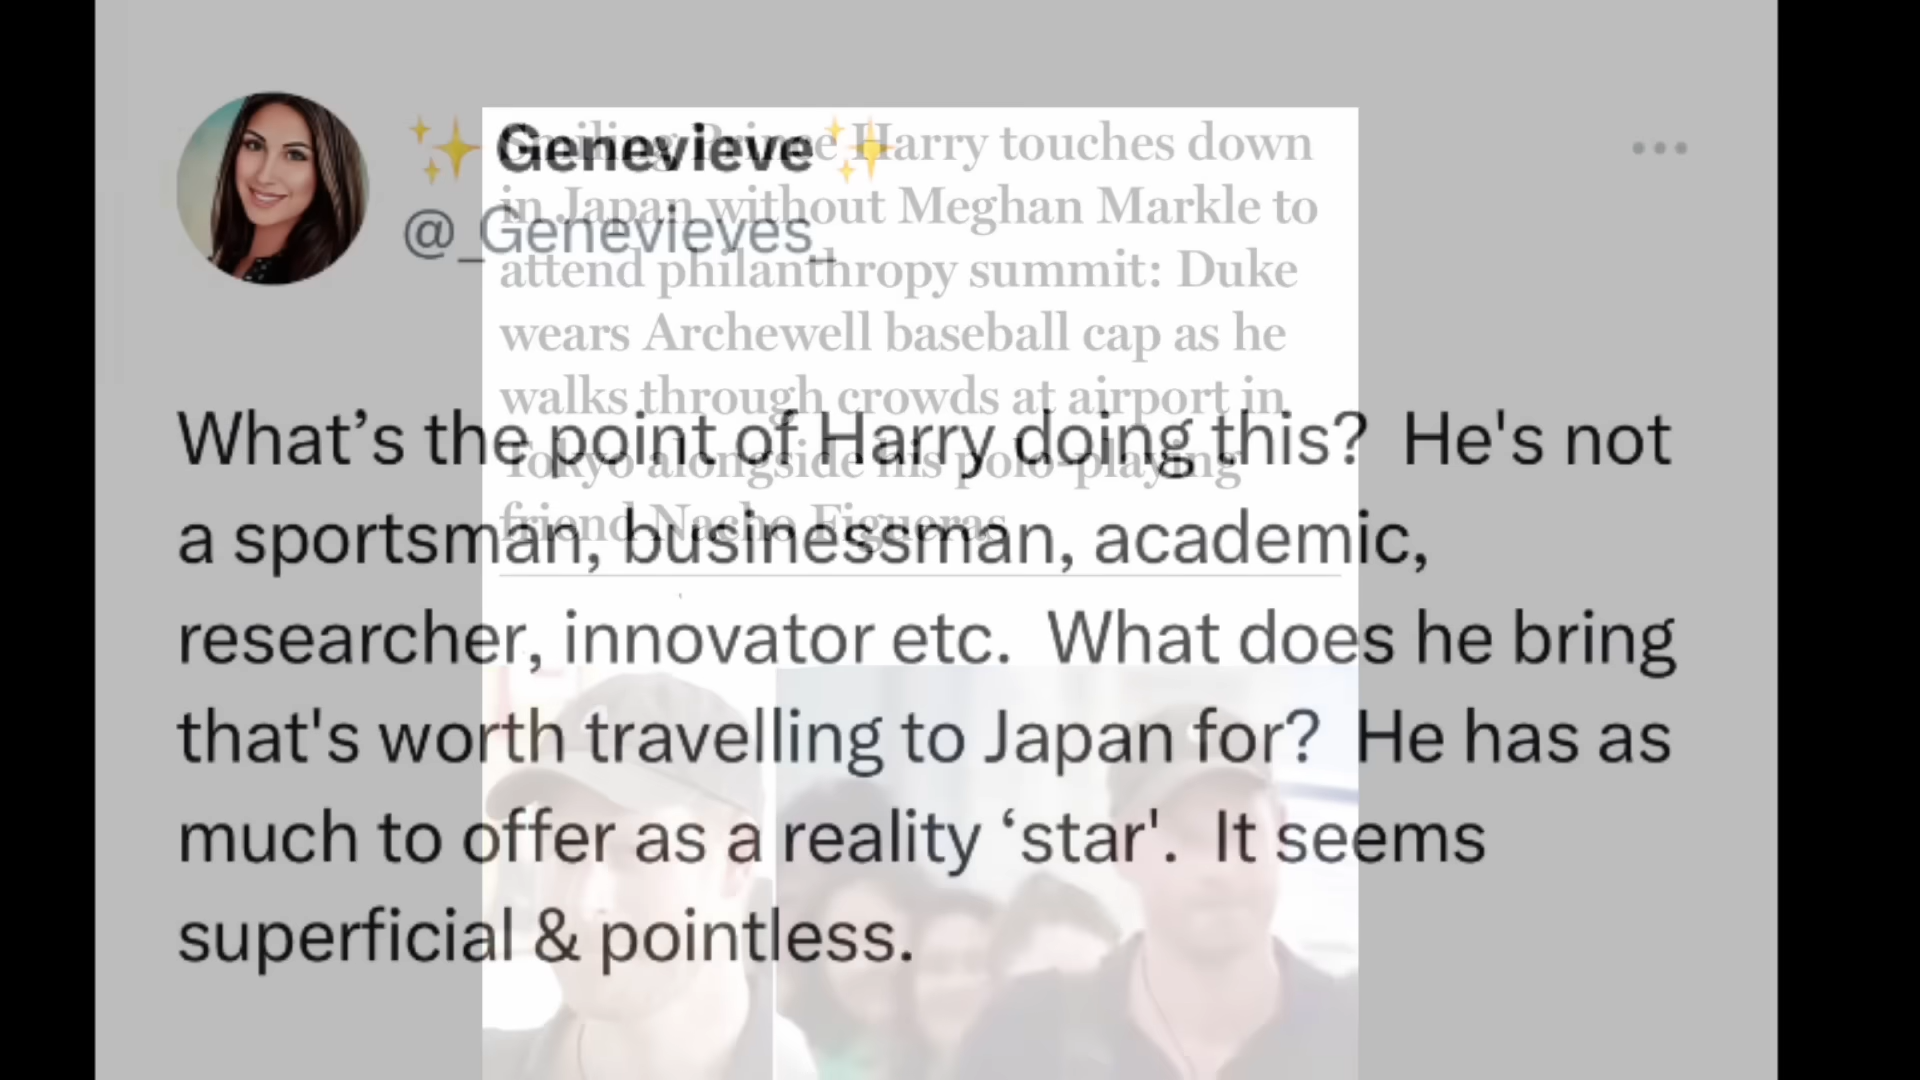 ✨Genevieve✨
@_Genevieves_
What’s the point of Harry doing this?  He's not
a sportsman, businessman, academic,
researcher, innovator etc.  What does he bring
that's worth travelling to Japan for?  He has as
much to offer as a reality ‘star'.  It seems
superficial & pointless.
Smiling Prince Harry touches down
in Japan without Meghan Markle to
attend philanthropy summit: Duke
wears Archewell baseball cap as he
walks through crowds at airport in
Tokyo alongside his polo-playing
friend Nacho Figueras